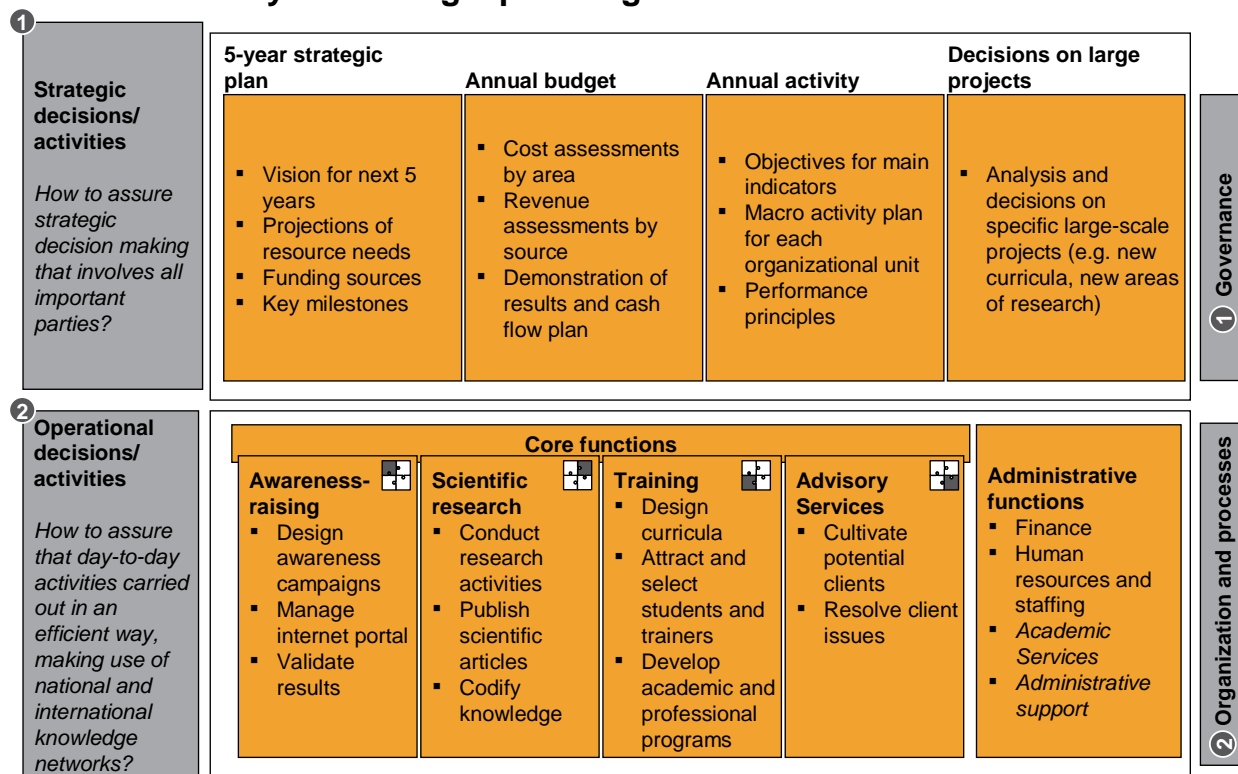 1
Strategic
decisions/
activities
How to assure
strategic
decision making
that involves all
important
parties?
5-year strategic
plan
▪ Vision for next 5
years
▪ Projections of
resource needs
▪ Funding sources
▪ Key milestones
Annual budget
▪ Cost assessments
by area
▪ Revenue
assessments by
source
▪ Demonstration of
results and cash
flow plan
Annual activity
▪ Objectives for main
indicators
▪ Macro activity plan
for each
organizational unit
▪ Performance
principles
Decisions on large
projects
▪ Analysis and
decisions on
specific large-scale
projects (e.g. new
curricula, new areas
of research)
1 Governance
2
Operational
decisions/
activities
How to assure
that day-to-day
activities carried
out in an
efficient way,
making use of
national and
international
knowledge
networks?
Core functions
Awareness-
raising
▪ Design
awareness
campaigns
▪ Manage
internet portal
▪ Validate
results
Scientific
research
▪ Conduct
research
activities
▪ Publish
scientific
articles
▪ Codify
knowledge
Training
▪ Design
curricula
▪ Attract and
select
students and
trainers
▪ Develop
academic and
professional
programs
Advisory
Services
▪ Cultivate
potential
clients
▪ Resolve client
issues
Administrative
functions
▪ Finance
▪ Human
resources and
staffing
▪ Academic
Services
▪ Administrative
support
2 Organization and processes